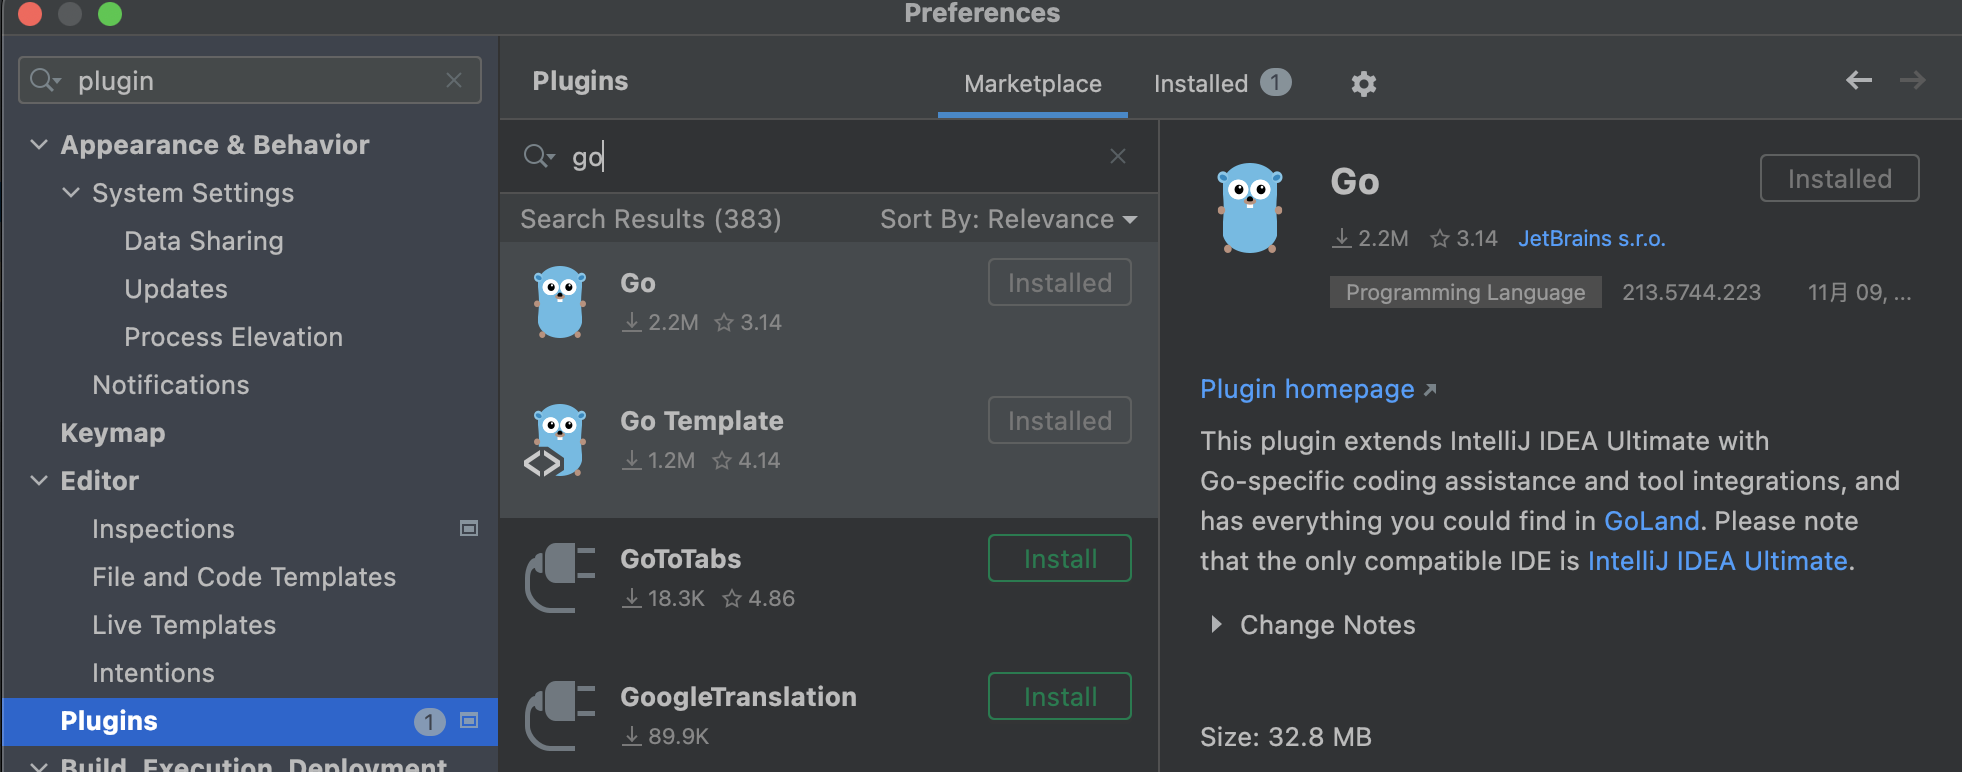 Preferences
plugin
Appearance & Behavior
System Settings
Data Sharing
Updates
Process Elevation
Notifications
Keymap
Editor
Inspections
File and Code Templates
Live Templates
Intentions
Plugins 1
Build, Execution, Deployment
Plugins
Marketplace
Installed 1
go
Search Results (383) Sort By: Relevance
Go Installed
2.2M 3.14
Go Template Installed
1.2M 4.14
GoToTabs Install
18.3K 4.86
GoogleTranslation Install
89.9K
Go Installed
2.2M 3.14 JetBrains s.r.o.
Programming Language 213.5744.223 11月 09, ...
Plugin homepage ↗
This plugin extends IntelliJ IDEA Ultimate with
Go-specific coding assistance and tool integrations, and
has everything you could find in GoLand. Please note
that the only compatible IDE is IntelliJ IDEA Ultimate.
Change Notes
Size: 32.8 MB